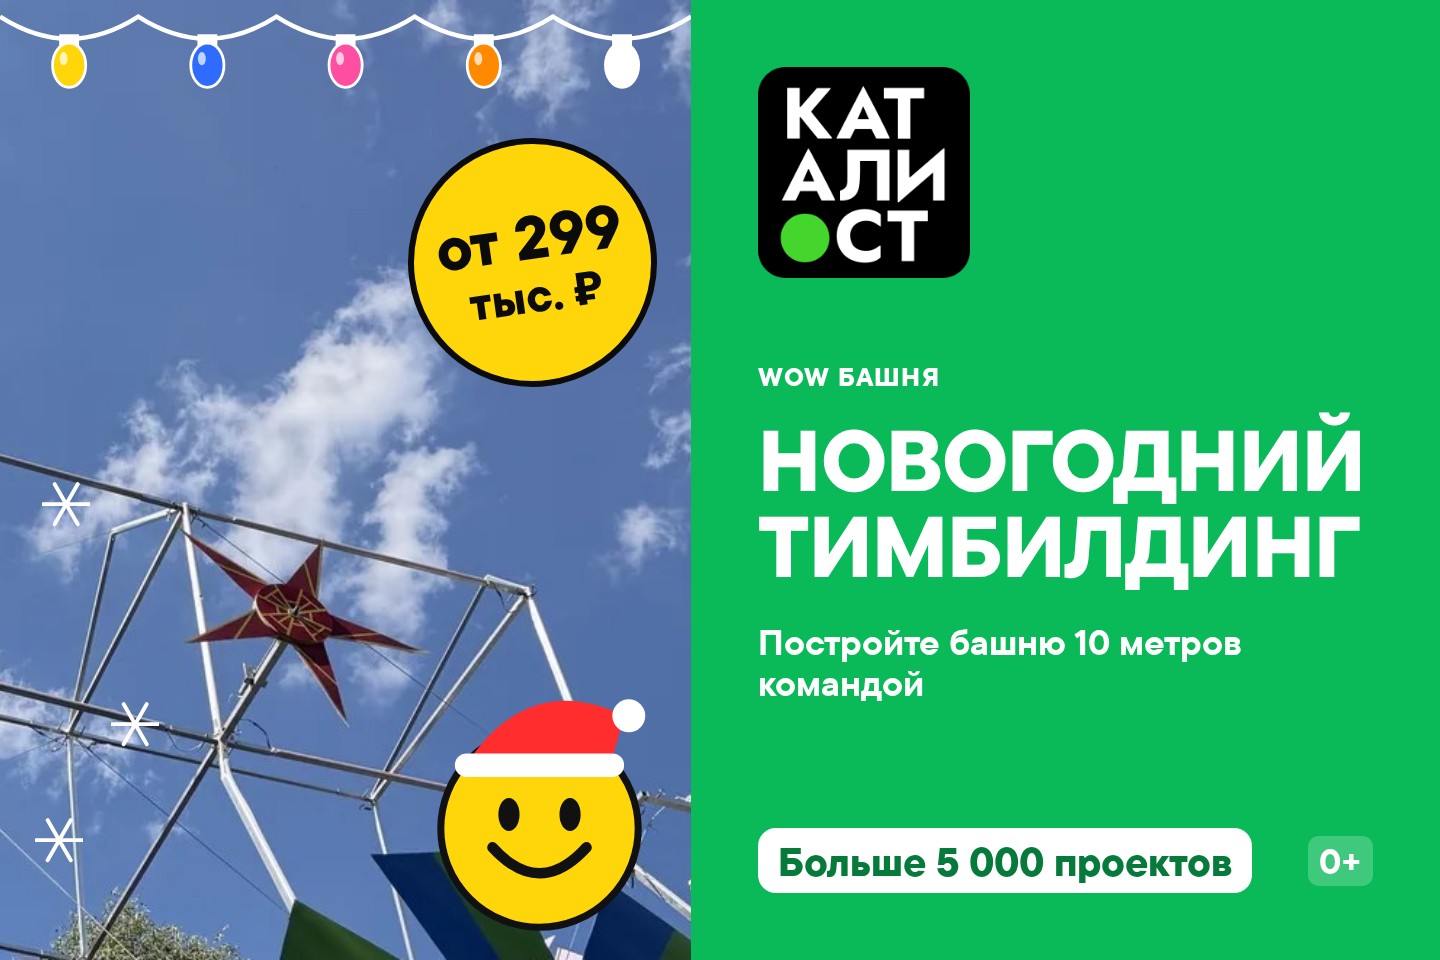 от 299
тыс. ₽
КАТ
АЛИ
СТ
WOW БАШНЯ
НОВОГОДНИЙ
ТИМБИЛДИНГ
Постройте башню 10 метров
командой
Больше 5 000 проектов
0+